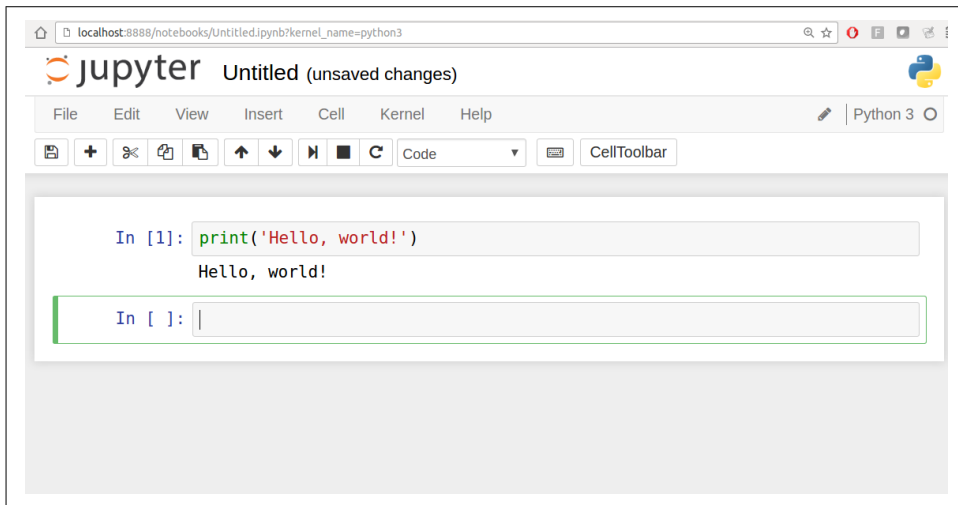 localhost:8888/notebooks/Untitled.ipynb?kernel_name=python3
jupyter Untitled (unsaved changes)
File Edit View Insert Cell Kernel Help Python 3
Code CellToolbar
In [1]: print('Hello, world!')
Hello, world!
In [ ]: